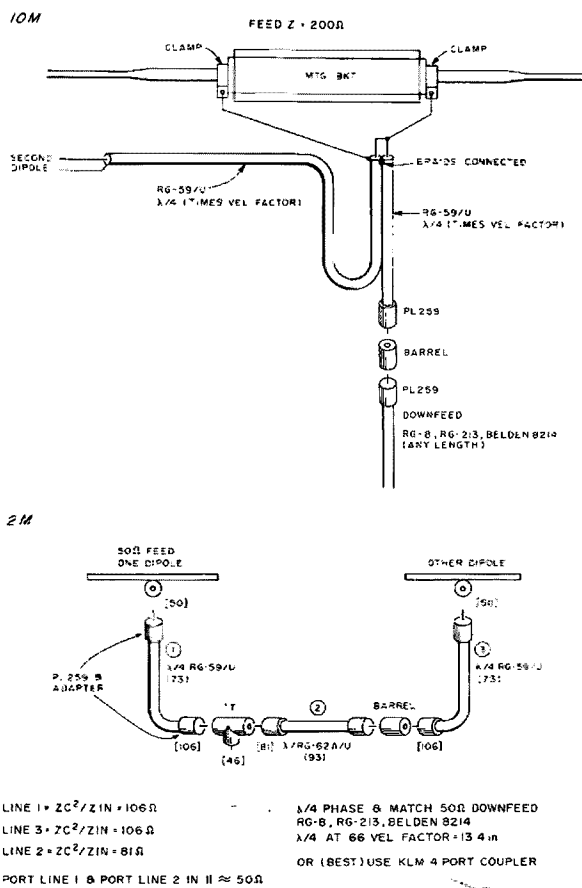 10M
FEED Z = 200Ω
CLAMP
CLAMP
MTG BKT
SECOND
DIPOLE
BRAIDS CONNECTED
RG-59/U
λ/4 (TIMES VEL FACTOR)
RG-59/U
λ/4 (TIMES VEL FACTOR)
PL259
BARREL
PL259
DOWNFEED
RG-8, RG-213, BELDEN 8214
(ANY LENGTH)
2M
50Ω FEED
ONE DIPOLE
OTHER DIPOLE
[50]
[50]
1
3
λ/4 RG-59/U
(73)
λ/4 RG-59/U
(73)
PL 259 &
ADAPTER
"T"
2
BARREL
[106]
[46]
[81]
λ/RG-62A/U
(93)
[106]
LINE 1 = ZC²/ZIN = 106Ω
LINE 3 = ZC²/ZIN = 106Ω
LINE 2 = ZC²/ZIN = 81Ω
PORT LINE 1 & PORT LINE 2 IN II ≈ 50Ω
λ/4 PHASE & MATCH 50Ω DOWNFEED
RG-8, RG-213, BELDEN 8214
λ/4 AT 66 VEL FACTOR = 13.4 in
OR (BEST) USE KLM 4 PORT COUPLER